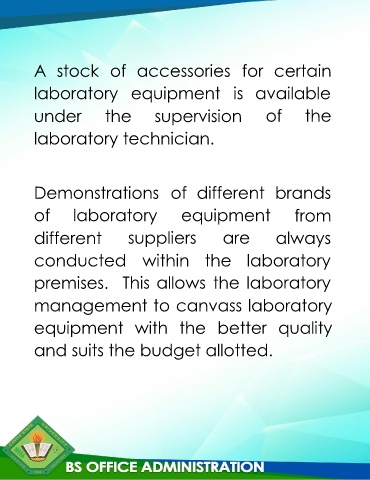 A stock of accessories for certain
laboratory equipment is available
under the supervision of the
laboratory technician.
Demonstrations of different brands
of laboratory equipment from
different suppliers are always
conducted within the laboratory
premises. This allows the laboratory
management to canvass laboratory
equipment with the better quality
and suits the budget allotted.
BS OFFICE ADMINISTRATION